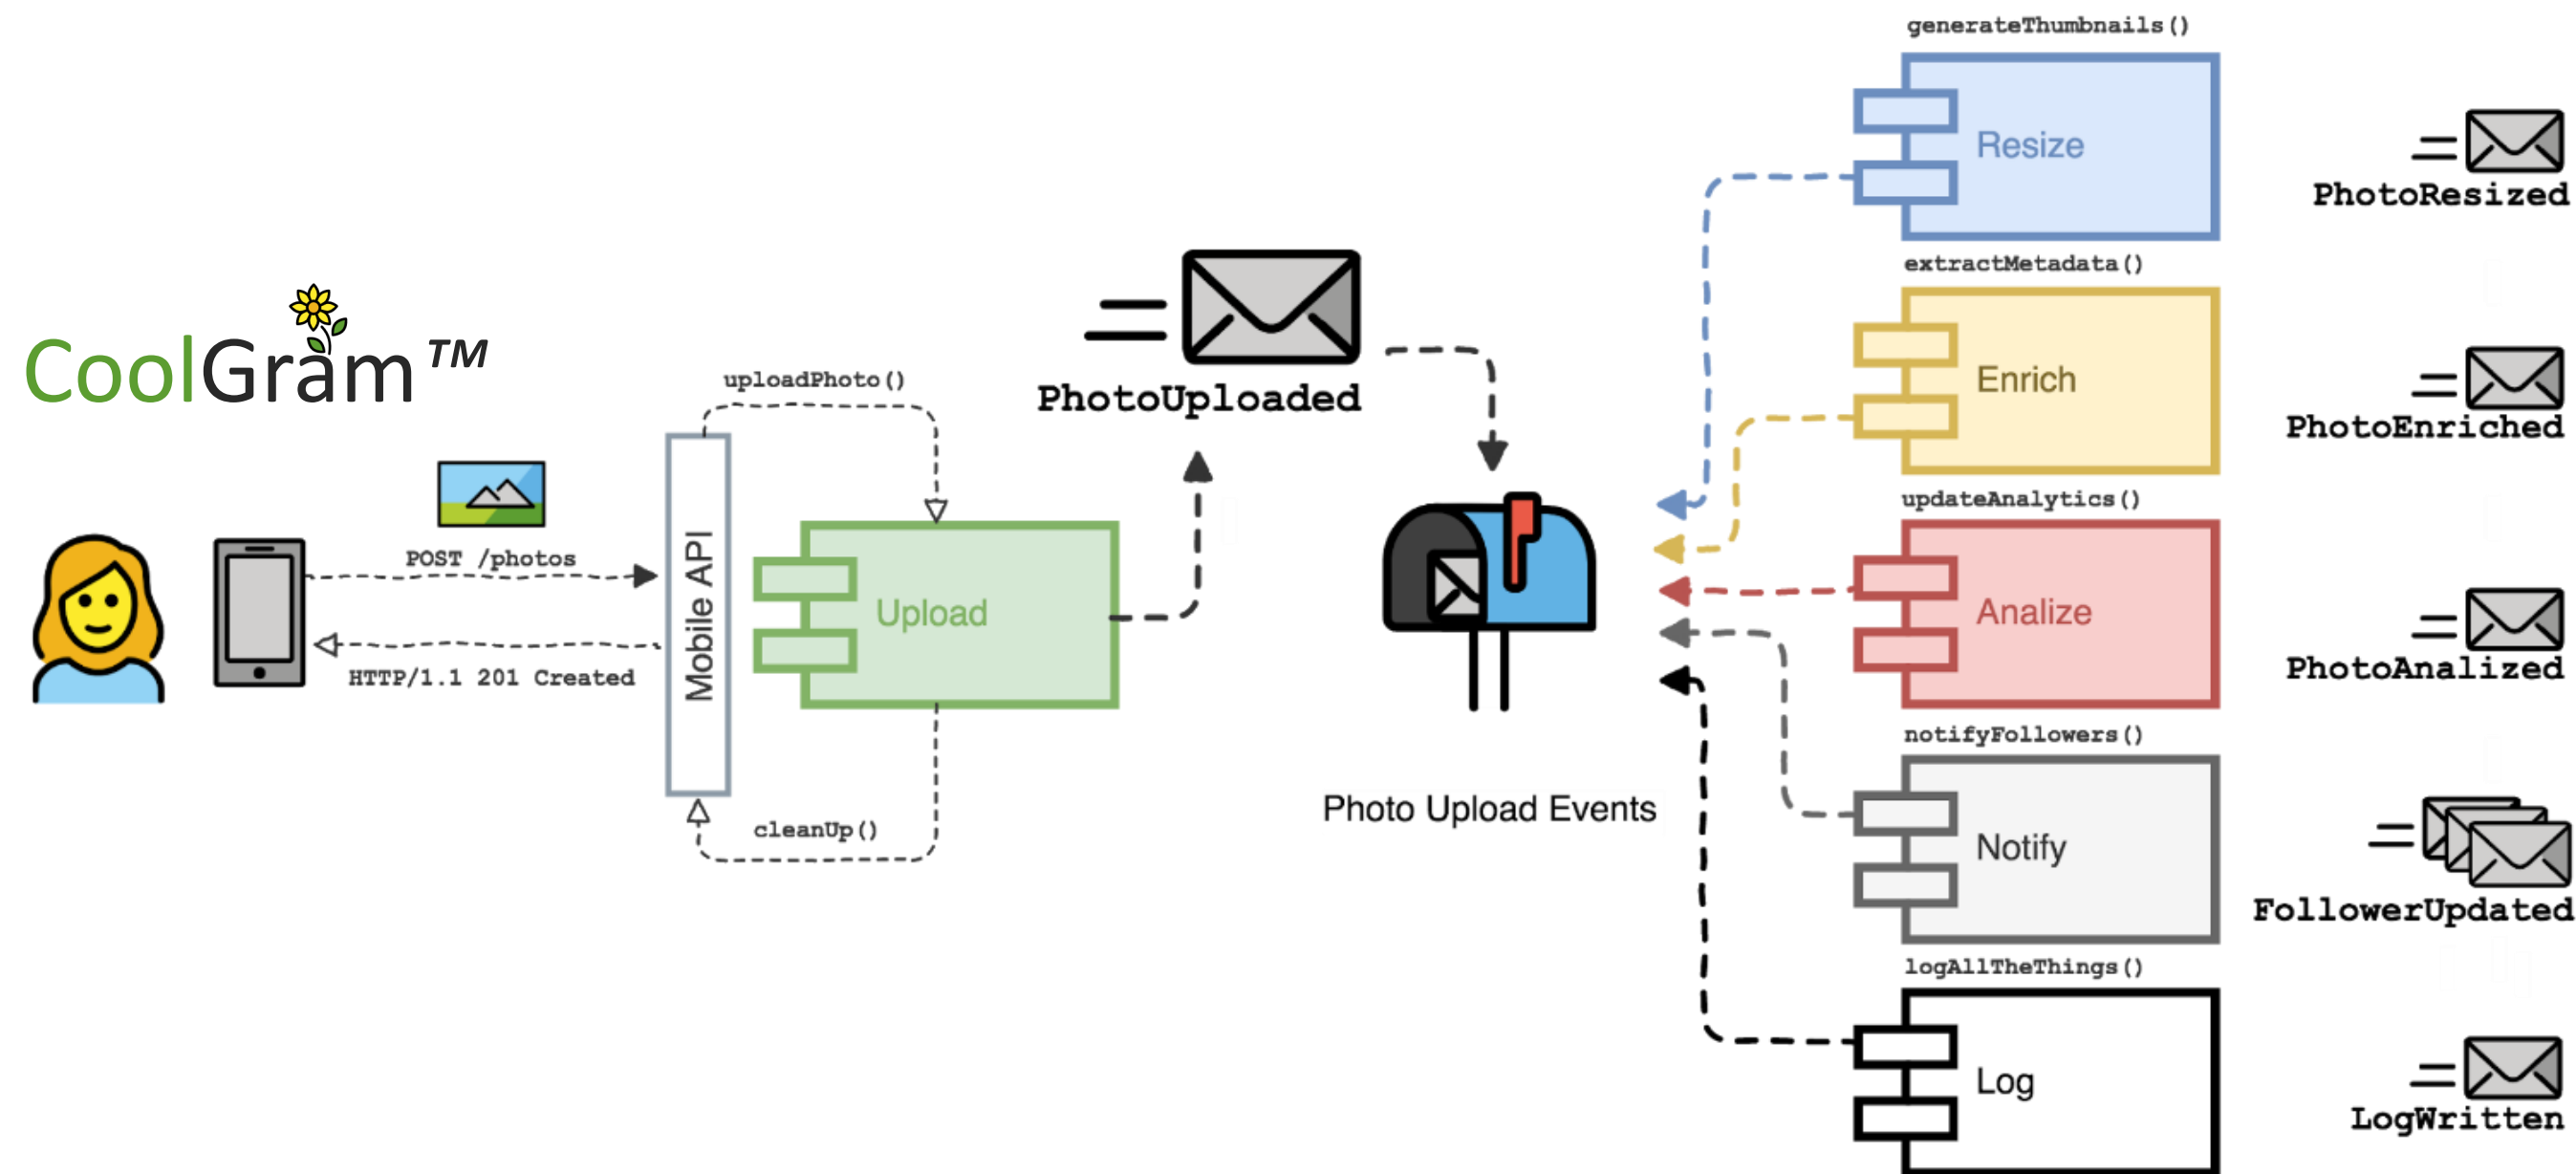 CoolGram™
POST /photos
HTTP/1.1 201 Created
Mobile API
uploadPhoto()
Upload
cleanUp()
PhotoUploaded
Photo Upload Events
generateThumbnails()
Resize
PhotoResized
extractMetadata()
Enrich
PhotoEnriched
updateAnalytics()
Analize
PhotoAnalized
notifyFollowers()
Notify
FollowerUpdated
logAllTheThings()
Log
LogWritten